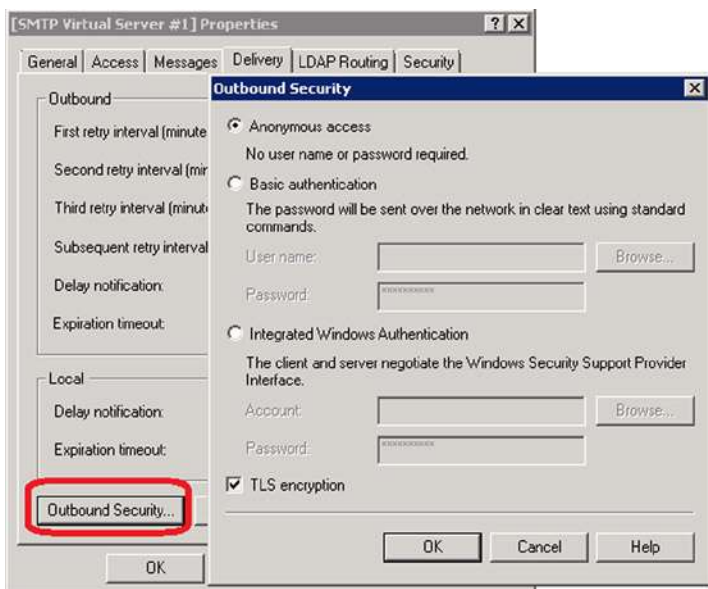 [SMTP Virtual Server #1] Properties
General Access Messages Delivery LDAP Routing Security
Outbound
First retry interval (minute
Second retry interval (mir
Third retry interval (minut
Subsequent retry interval
Delay notification:
Expiration timeout:
Local
Delay notification:
Expiration timeout:
Outbound Security...
OK
Outbound Security
Anonymous access
No user name or password required.
Basic authentication
The password will be sent over the network in clear text using standard
commands.
User name:
Browse...
Password:
xxxxxxxxxx
Integrated Windows Authentication
The client and server negotiate the Windows Security Support Provider
Interface.
Account:
Browse...
Password:
xxxxxxxxxx
TLS encryption
OK Cancel Help